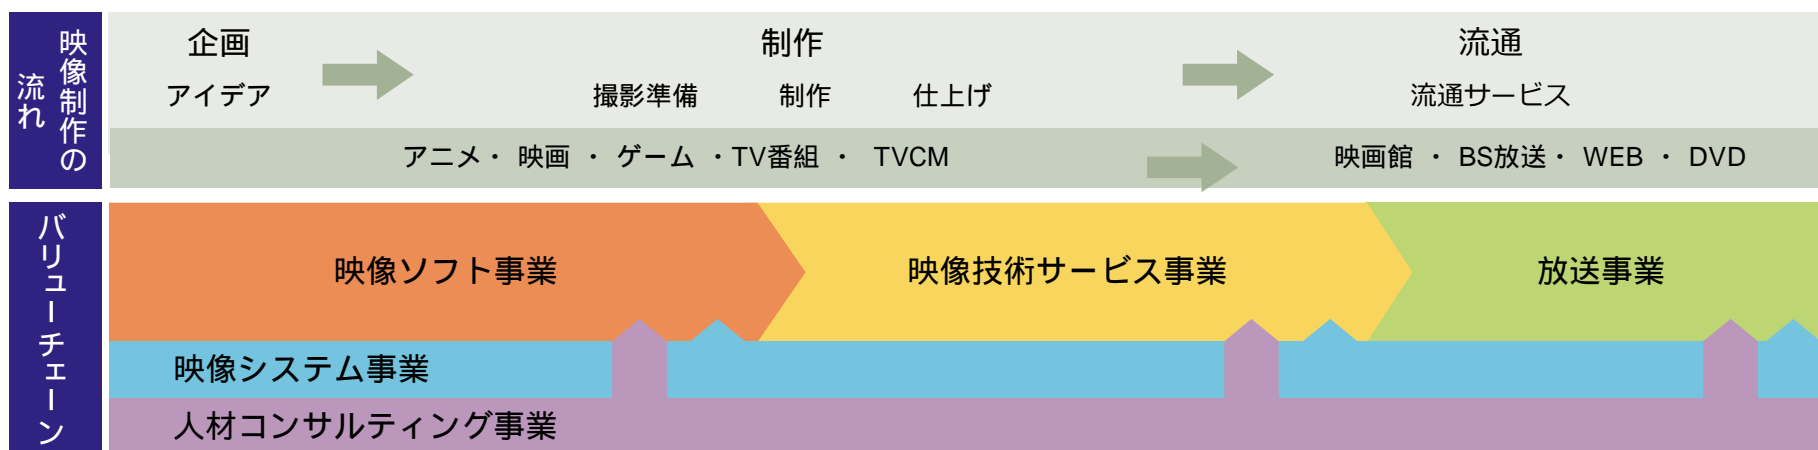 映像制作の
流れ
企画
制作
流通
アイデア
撮影準備 制作 仕上げ
流通サービス
アニメ・ 映画 ・ ゲーム ・TV番組 ・ TVCM
映画館 ・ BS放送・ WEB ・ DVD
バリューチェーン
映像ソフト事業
映像技術サービス事業
放送事業
映像システム事業
人材コンサルティング事業